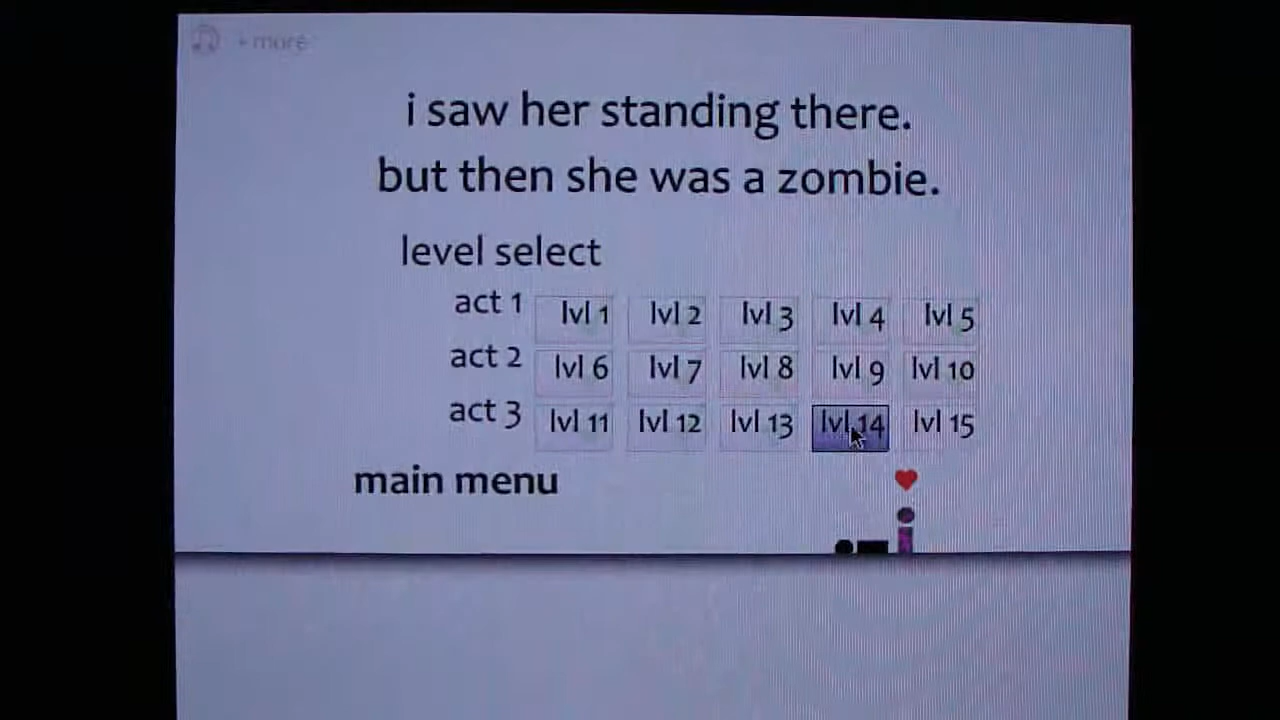 + more
i saw her standing there.
but then she was a zombie.
level select
act 1 lvl 1 lvl 2 lvl 3 lvl 4 lvl 5
act 2 lvl 6 lvl 7 lvl 8 lvl 9 lvl 10
act 3 lvl 11 lvl 12 lvl 13 lvl 14 lvl 15
main menu